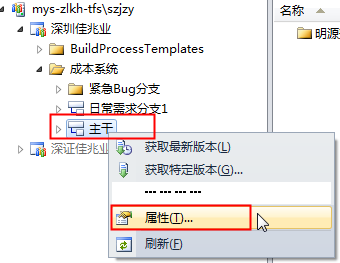 mys-zlkh-tfs\szjzy
深圳佳兆业
BuildProcessTemplates
成本系统
紧急Bug分支
日常需求分支1
主干
深证佳兆业
名称
明源
获取最新版本(L)
获取特定版本(G)...
--- --- --- ---
属性(T)...
刷新(F)